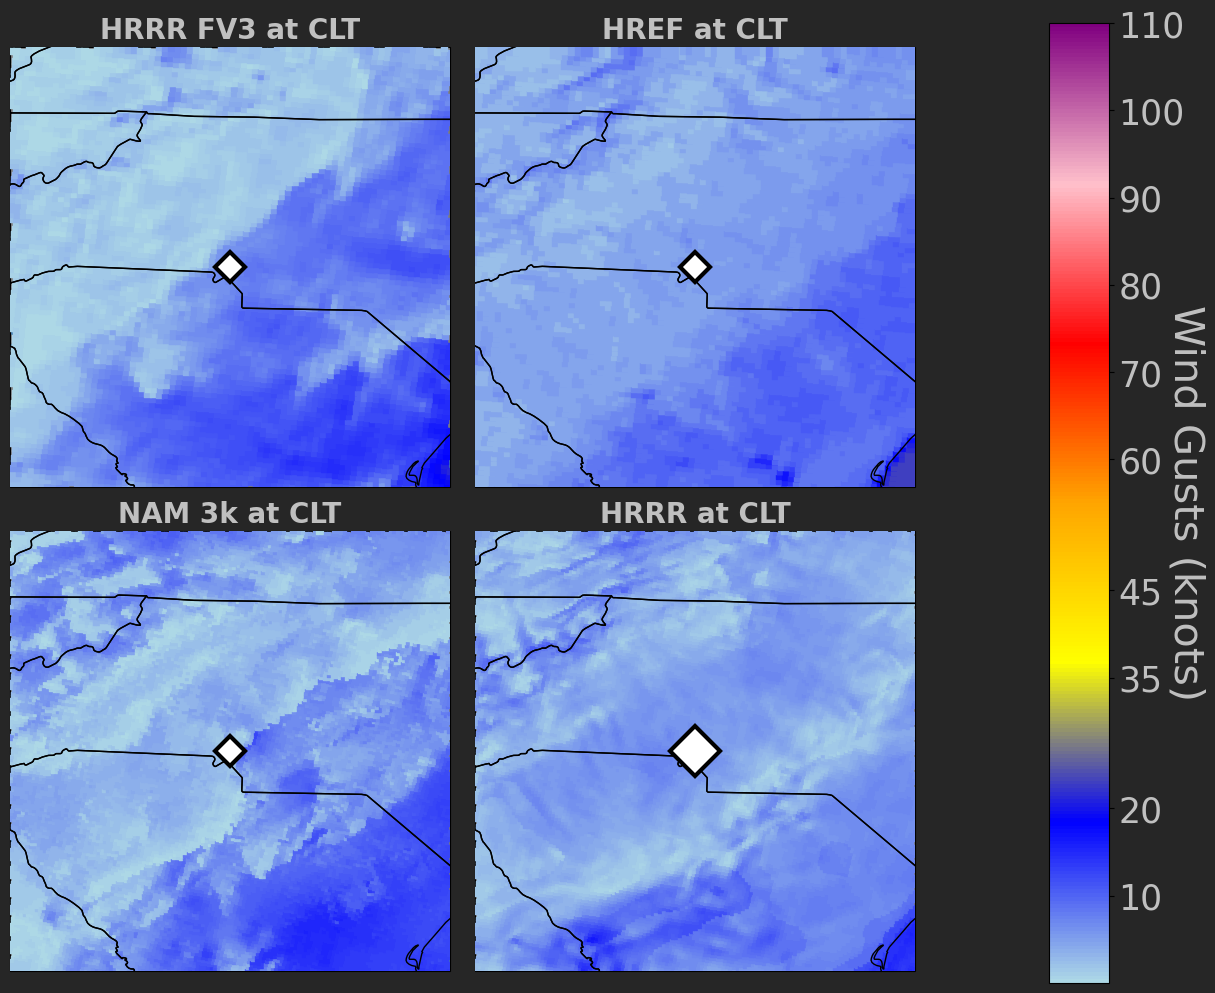 HRRR FV3 at CLT
HREF at CLT
NAM 3k at CLT
HRRR at CLT
110
100
90
80
70
60
45
35
20
10
Wind Gusts (knots)